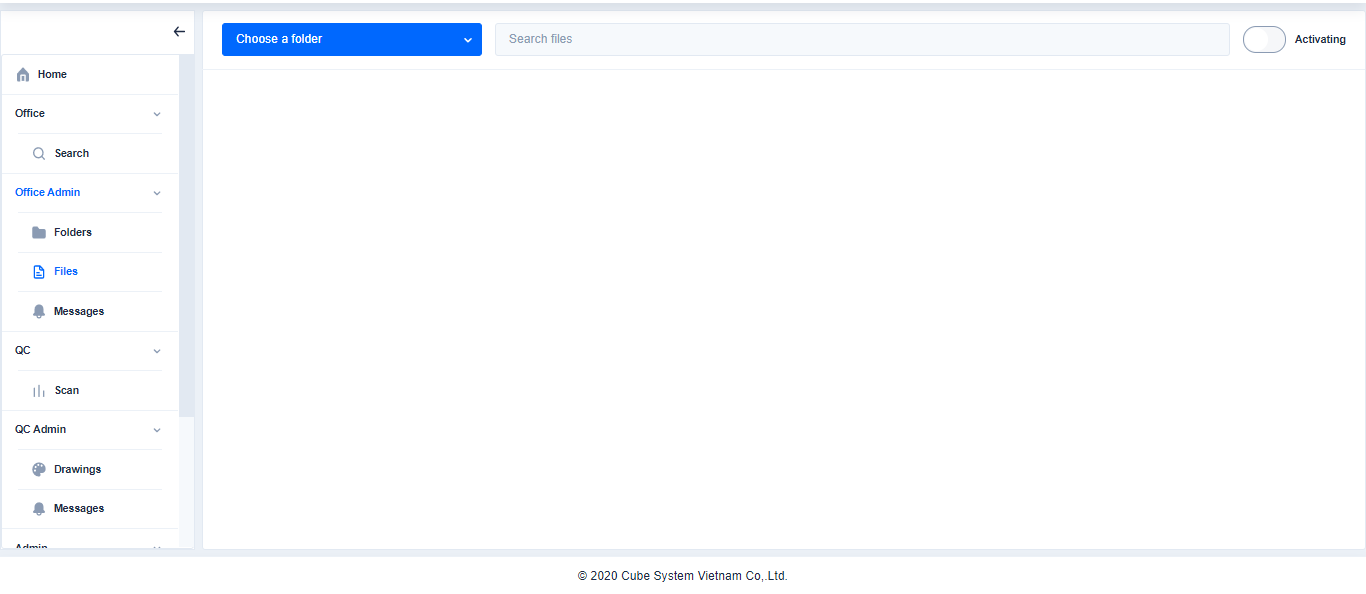 Choose a folder
Search files
Activating
Home
Office
Search
Office Admin
Folders
Files
Messages
QC
Scan
QC Admin
Drawings
Messages
Admin
© 2020 Cube System Vietnam Co,.Ltd.